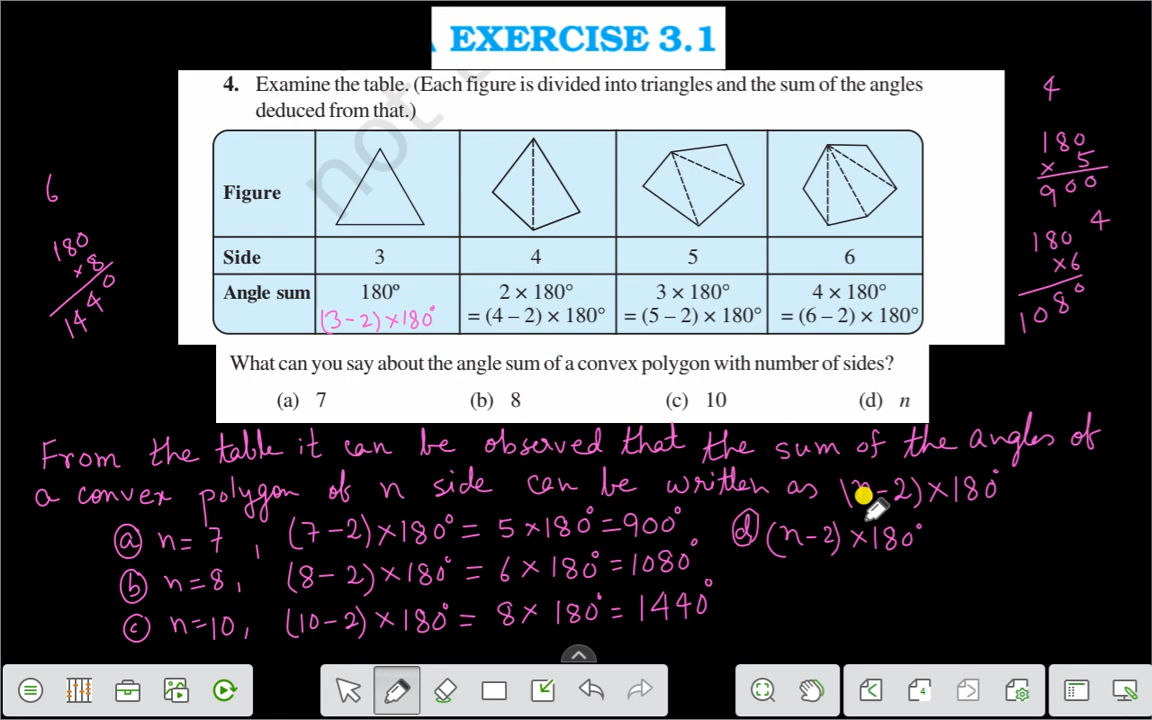 EXERCISE 3.1
4. Examine the table. (Each figure is divided into triangles and the sum of the angles
deduced from that.)
Figure
Side 3 4 5 6
Angle sum 180° 2 × 180° 3 × 180° 4 × 180°
(3-2)×180° = (4 – 2) × 180° = (5 – 2) × 180° = (6 – 2) × 180°
What can you say about the angle sum of a convex polygon with number of sides?
(a) 7 (b) 8 (c) 10 (d) n
6
180
×8
1440
4
180
× 5
900
4
180
×6
1080
not
From the table it can be observed that the sum of the angles of
a convex polygon of n side can be written as (n-2)×180°
(a) n=7, (7-2)×180° = 5×180° = 900° (d) (n-2)×180°
(b) n=8, (8-2)×180° = 6×180° = 1080°
(c) n=10, (10-2)×180° = 8×180° = 1440°
4